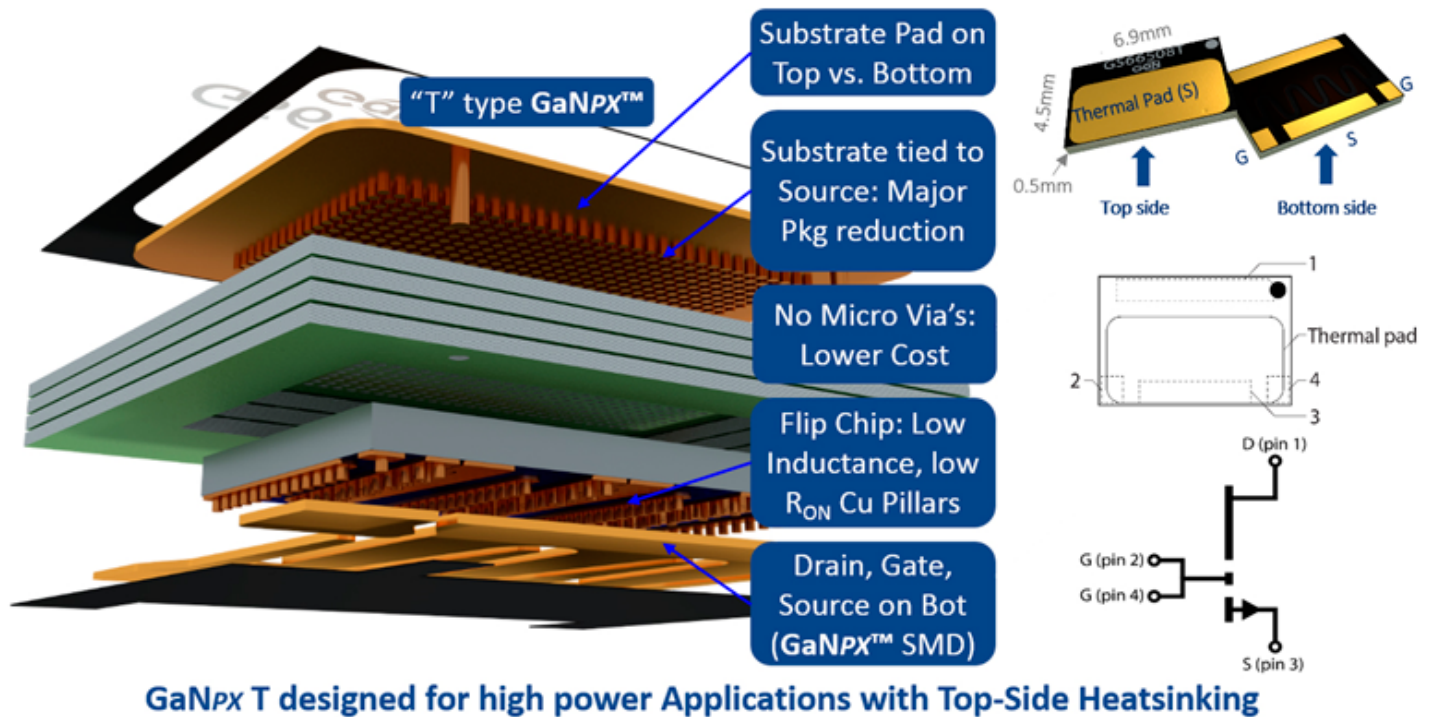 "T" type GaNPX™
Substrate Pad on
Top vs. Bottom
Substrate tied to
Source: Major
Pkg reduction
No Micro Via's:
Lower Cost
Flip Chip: Low
Inductance, low
RON Cu Pillars
Drain, Gate,
Source on Bot
(GaNPX™ SMD)
6.9mm
4.5mm
0.5mm
GS66508T
Thermal Pad (S)
G
S
G
Top side
Bottom side
1
Thermal pad
2
4
3
D (pin 1)
G (pin 2)
G (pin 4)
S (pin 3)
GaNPX T designed for high power Applications with Top-Side Heatsinking